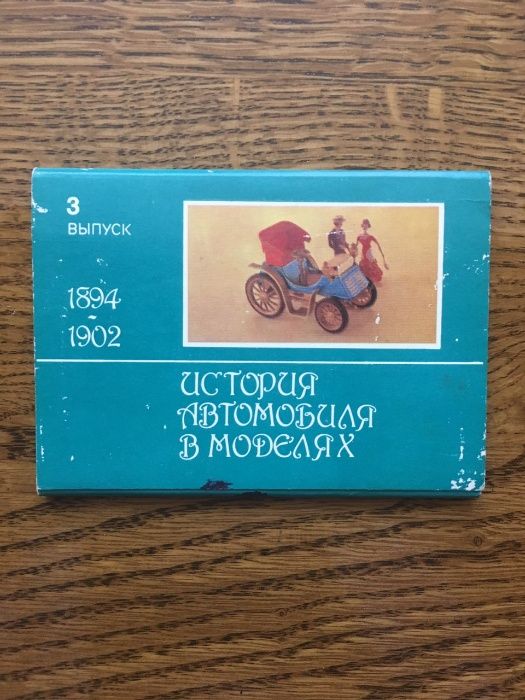 3
ВЫПУСК
1894
-
1902
ИСТОРИЯ
АВТОМОБИЛЯ
В МОДЕЛЯХ